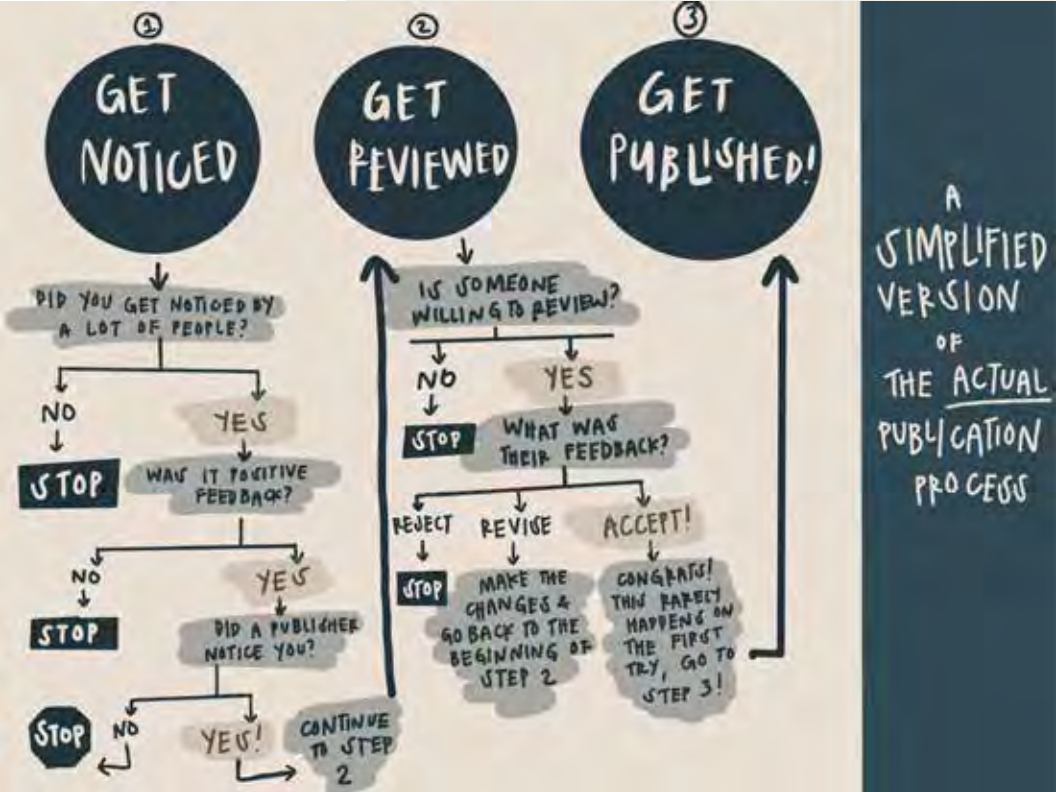 1
GET
NOTICED
DID YOU GET NOTICED BY
A LOT OF PEOPLE?
NO
YES
STOP
WAS IT POSITIVE
FEEDBACK?
NO
YES
STOP
DID A PUBLISHER
NOTICE YOU?
NO
STOP
YES!
CONTINUE
TO STEP
2
2
GET
REVIEWED
IS SOMEONE
WILLING TO REVIEW?
NO
YES
STOP
WHAT WAS
THEIR FEEDBACK?
REJECT
REVISE
ACCEPT!
STOP
MAKE THE
CHANGES &
GO BACK TO THE
BEGINNING OF
STEP 2
CONGRATS!
THIS RARELY
HAPPENS ON
THE FIRST
TRY, GO TO
STEP 3!
3
GET
PUBLISHED!
A
SIMPLIFIED
VERSION
OF
THE ACTUAL
PUBLICATION
PROCESS